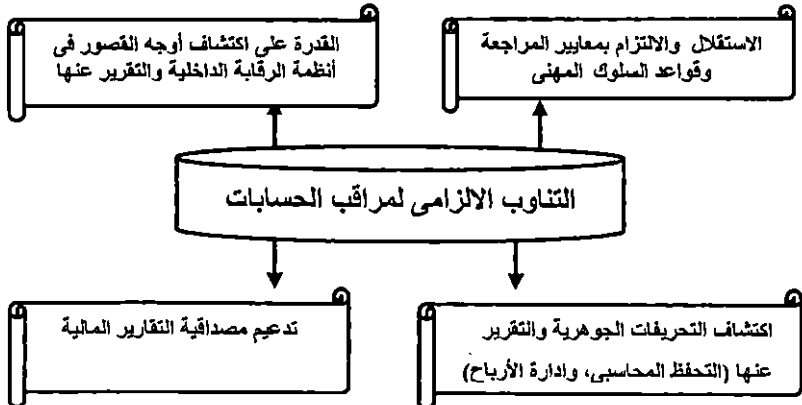 الاستقلال والالتزام بمعايير المراجعة
وقواعد السلوك المهنى
القدرة على اكتشاف أوجه القصور فى
أنظمة الرقابة الداخلية والتقرير عنها
التناوب الالزامى لمراقب الحسابات
اكتشاف التحريفات الجوهرية والتقرير
عنها (التحفظ المحاسبى، وادارة الأرباح)
تدعيم مصداقية التقارير المالية